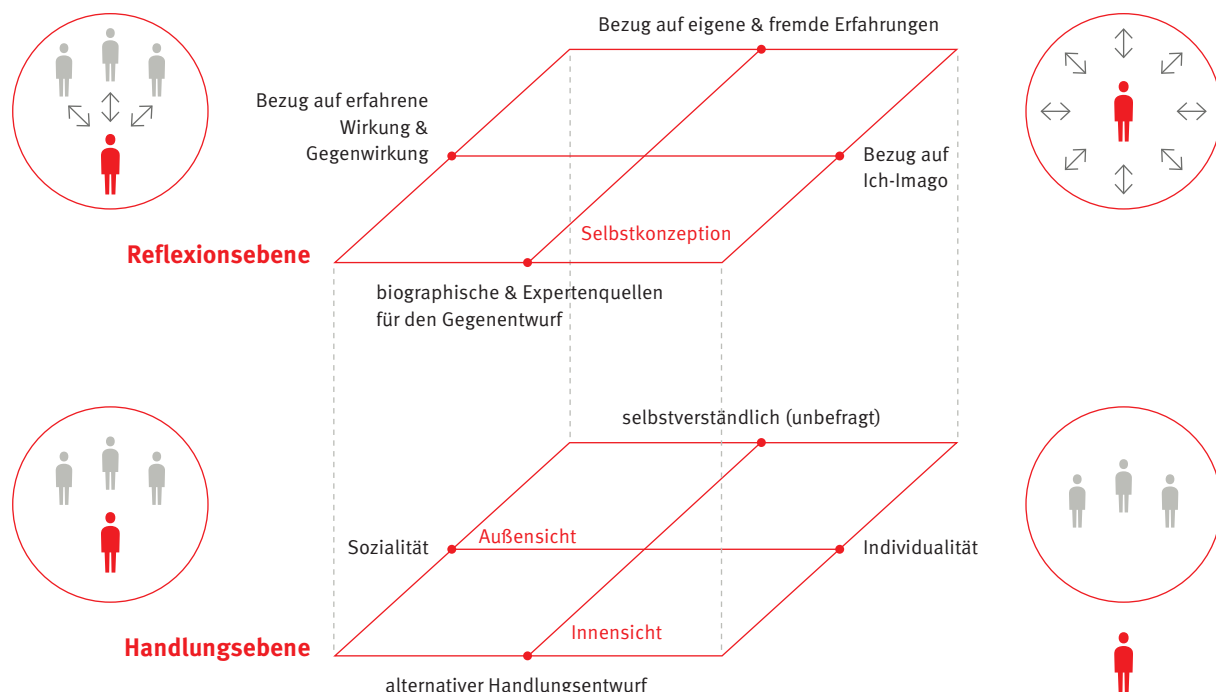 Bezug auf eigene & fremde Erfahrungen
Bezug auf erfahrene
Wirkung &
Gegenwirkung
Bezug auf
Ich-Imago
Selbstkonzeption
Reflexionsebene
biographische & Expertenquellen
für den Gegenentwurf
selbstverständlich (unbefragt)
Sozialität
Außensicht
Individualität
Innensicht
Handlungsebene
alternativer Handlungsentwurf